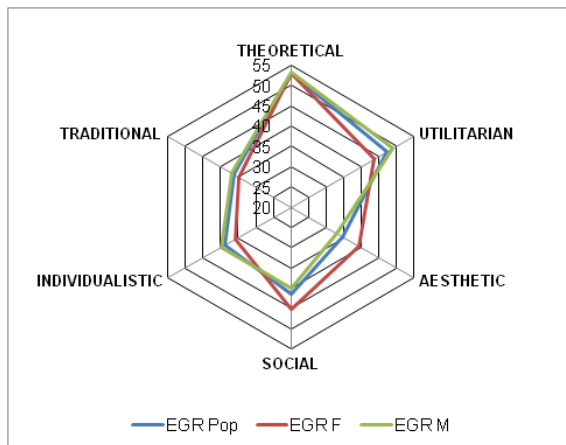 THEORETICAL
55
50
45
40
35
30
25
20
TRADITIONAL
UTILITARIAN
INDIVIDUALISTIC
AESTHETIC
SOCIAL
EGR Pop EGR F EGR M